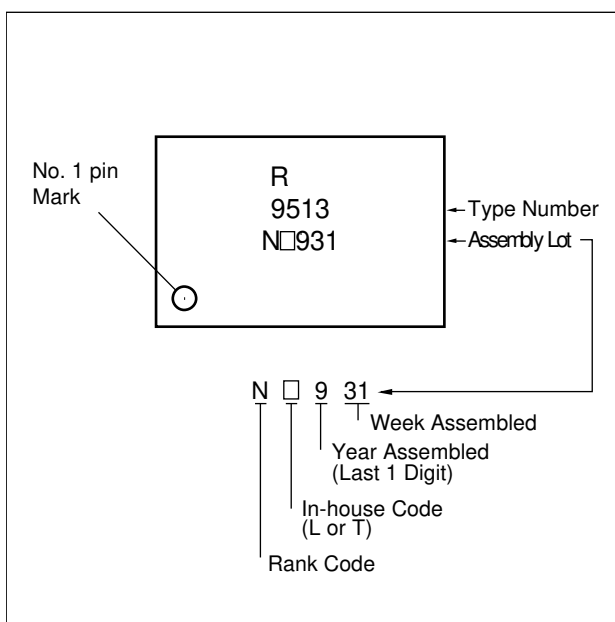 No. 1 pin
Mark
R
9513
N□931
Type Number
Assembly Lot
N □ 9 31
Week Assembled
Year Assembled
(Last 1 Digit)
In-house Code
(L or T)
Rank Code